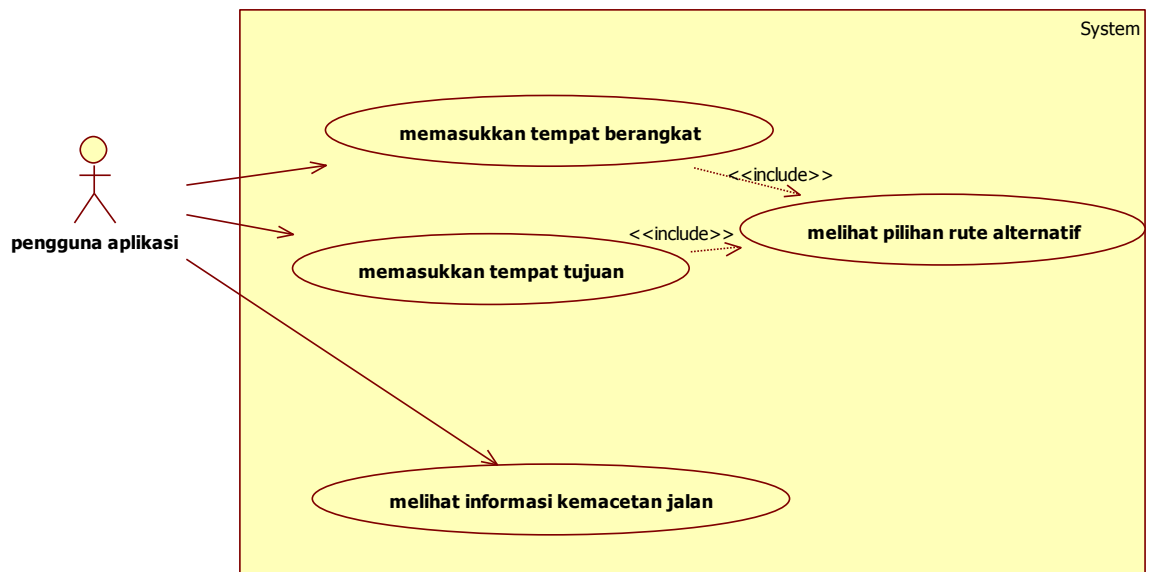 System
memasukkan tempat berangkat
<<include>>
pengguna aplikasi
<<include>>
melihat pilihan rute alternatif
memasukkan tempat tujuan
melihat informasi kemacetan jalan